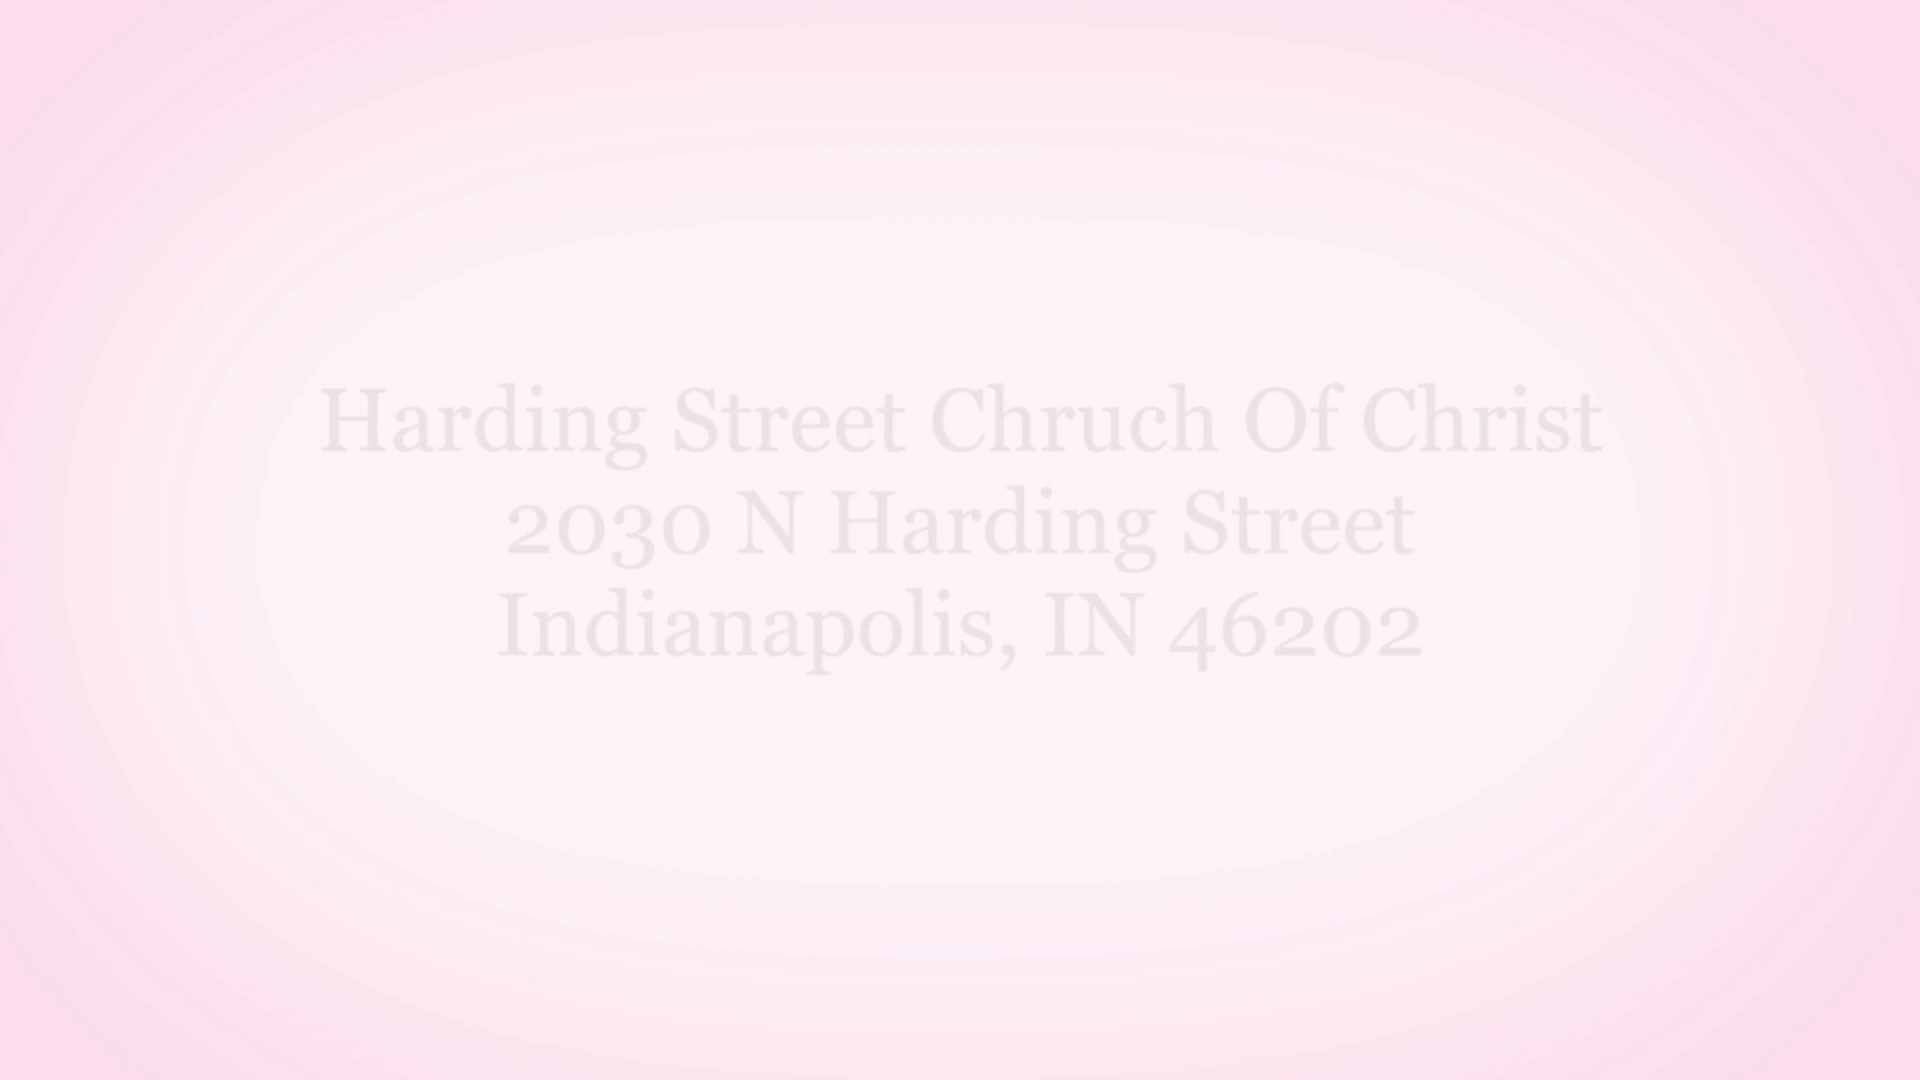 Harding Street Chruch Of Christ
2030 N Harding Street
Indianapolis, IN 46202